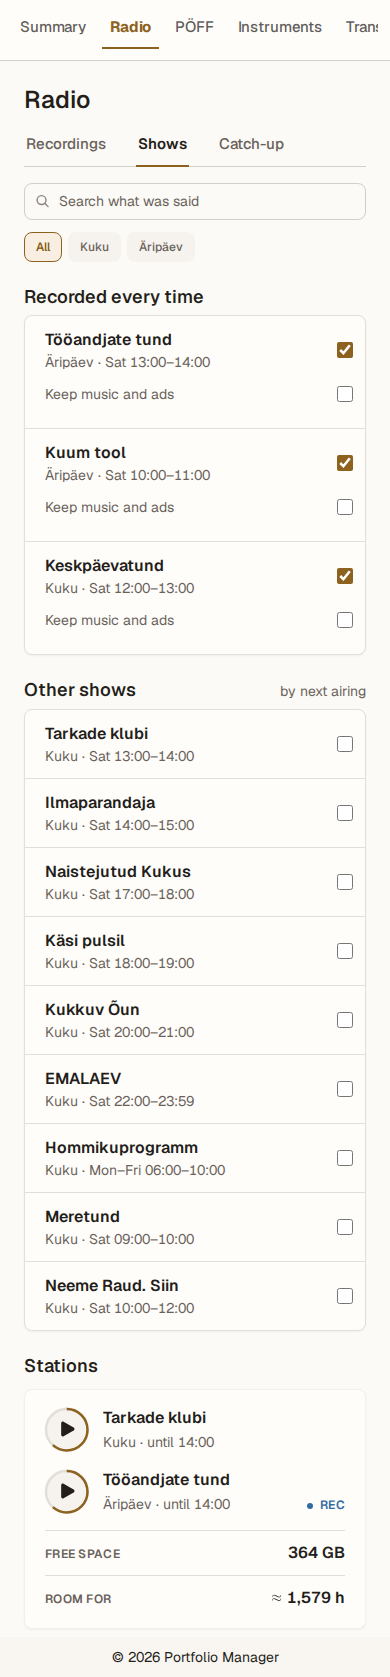 Summary Radio PÖFF Instruments Trans
Radio
Recordings Shows Catch-up
Search what was said
All Kuku Äripäev
Recorded every time
Tööandjate tund
Äripäev · Sat 13:00–14:00
Keep music and ads
Kuum tool
Äripäev · Sat 10:00–11:00
Keep music and ads
Keskpäevatund
Kuku · Sat 12:00–13:00
Keep music and ads
Other shows by next airing
Tarkade klubi
Kuku · Sat 13:00–14:00
Ilmaparandaja
Kuku · Sat 14:00–15:00
Naistejutud Kukus
Kuku · Sat 17:00–18:00
Käsi pulsil
Kuku · Sat 18:00–19:00
Kukkuv Õun
Kuku · Sat 20:00–21:00
EMALAEV
Kuku · Sat 22:00–23:59
Hommikuprogramm
Kuku · Mon–Fri 06:00–10:00
Meretund
Kuku · Sat 09:00–10:00
Neeme Raud. Siin
Kuku · Sat 10:00–12:00
Stations
Tarkade klubi
Kuku · until 14:00
Tööandjate tund
Äripäev · until 14:00 REC
FREE SPACE 364 GB
ROOM FOR ≈ 1,579 h
© 2026 Portfolio Manager